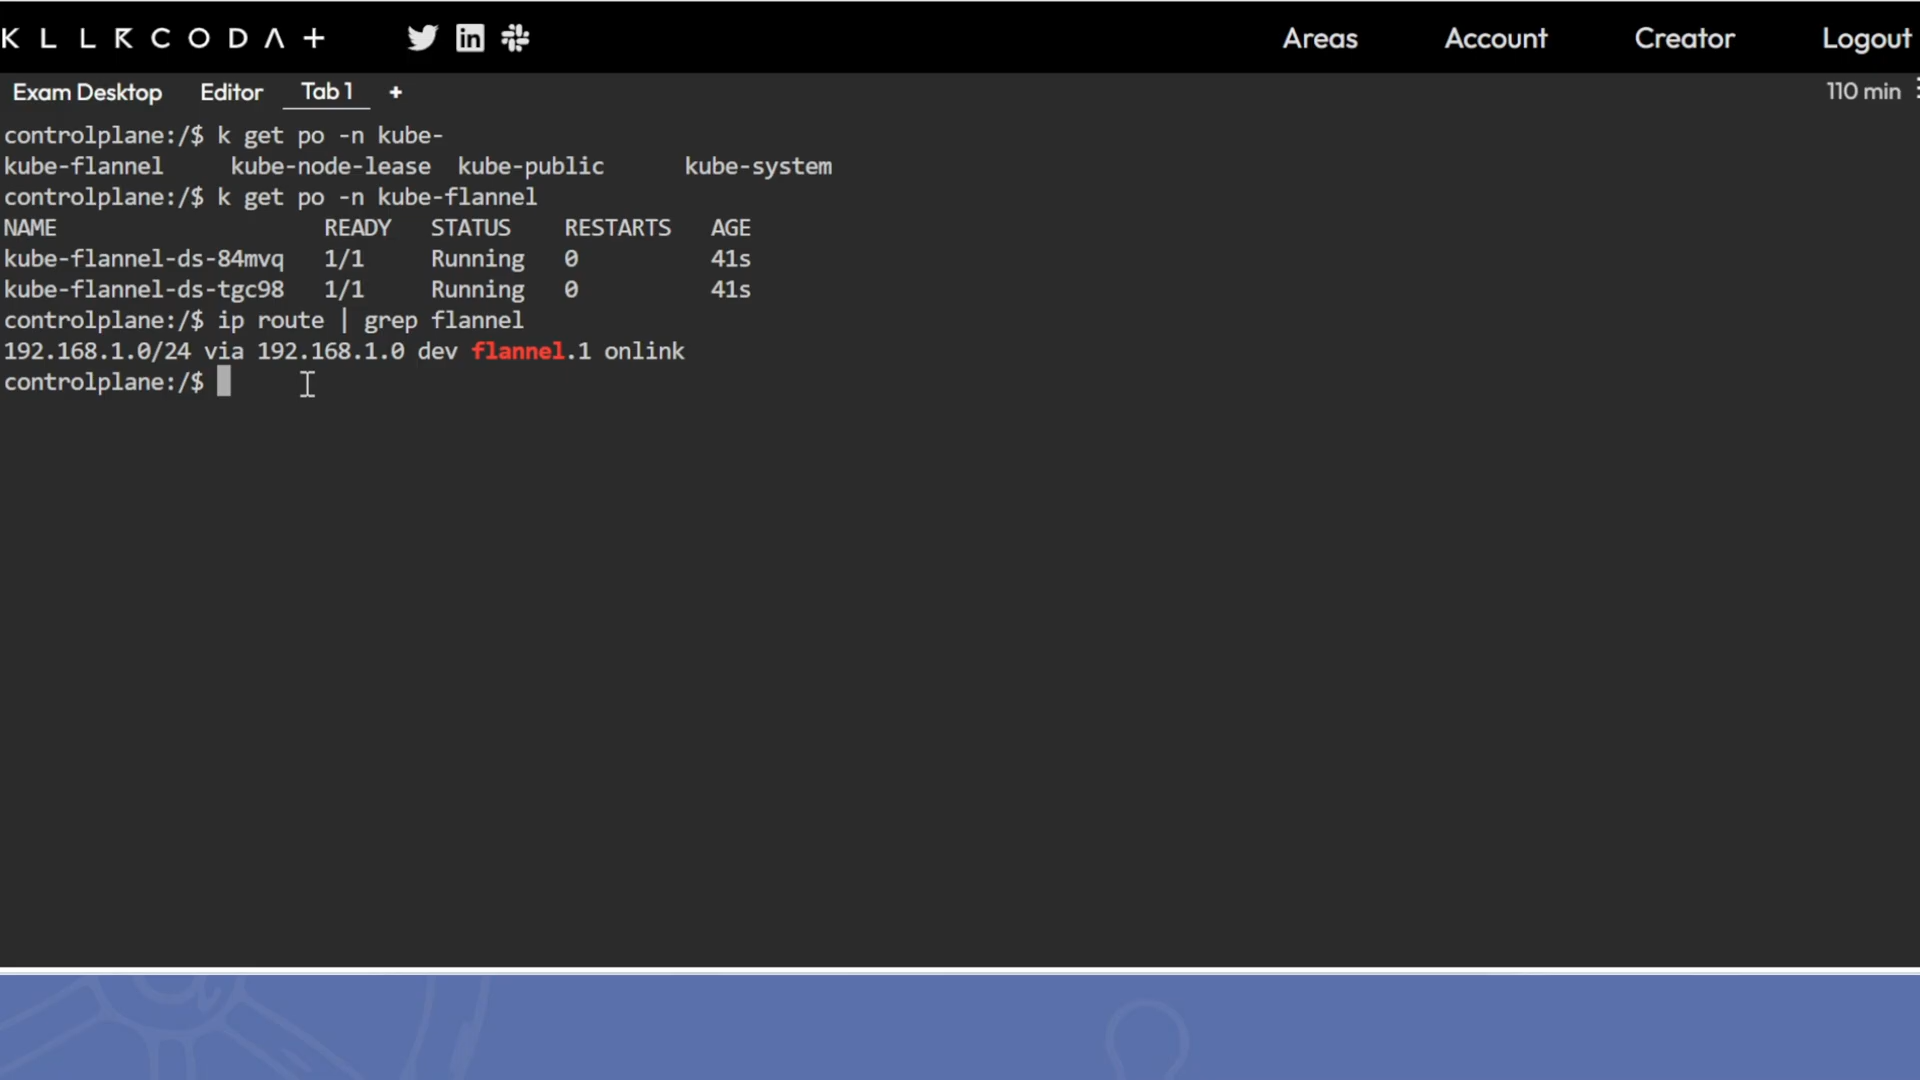 KLLRCODA+ Areas Account Creator Logout
Exam Desktop Editor Tab 1 + 110 min
controlplane:/$ k get po -n kube-
kube-flannel kube-node-lease kube-public kube-system
controlplane:/$ k get po -n kube-flannel
NAME READY STATUS RESTARTS AGE
kube-flannel-ds-84mvq 1/1 Running 0 41s
kube-flannel-ds-tgc98 1/1 Running 0 41s
controlplane:/$ ip route | grep flannel
192.168.1.0/24 via 192.168.1.0 dev flannel.1 onlink
controlplane:/$